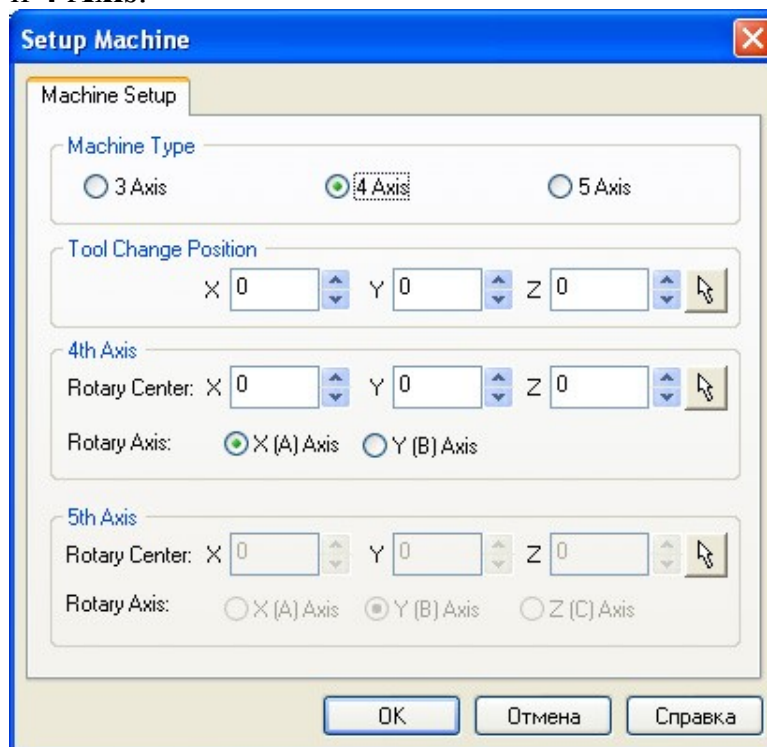 и 4 Axis.
Setup Machine
Machine Setup
Machine Type
3 Axis 4 Axis 5 Axis
Tool Change Position
X 0 Y 0 Z 0
4th Axis
Rotary Center: X 0 Y 0 Z 0
Rotary Axis: X (A) Axis Y (B) Axis
5th Axis
Rotary Center: X 0 Y 0 Z 0
Rotary Axis: X (A) Axis Y (B) Axis Z (C) Axis
OK Отмена Справка